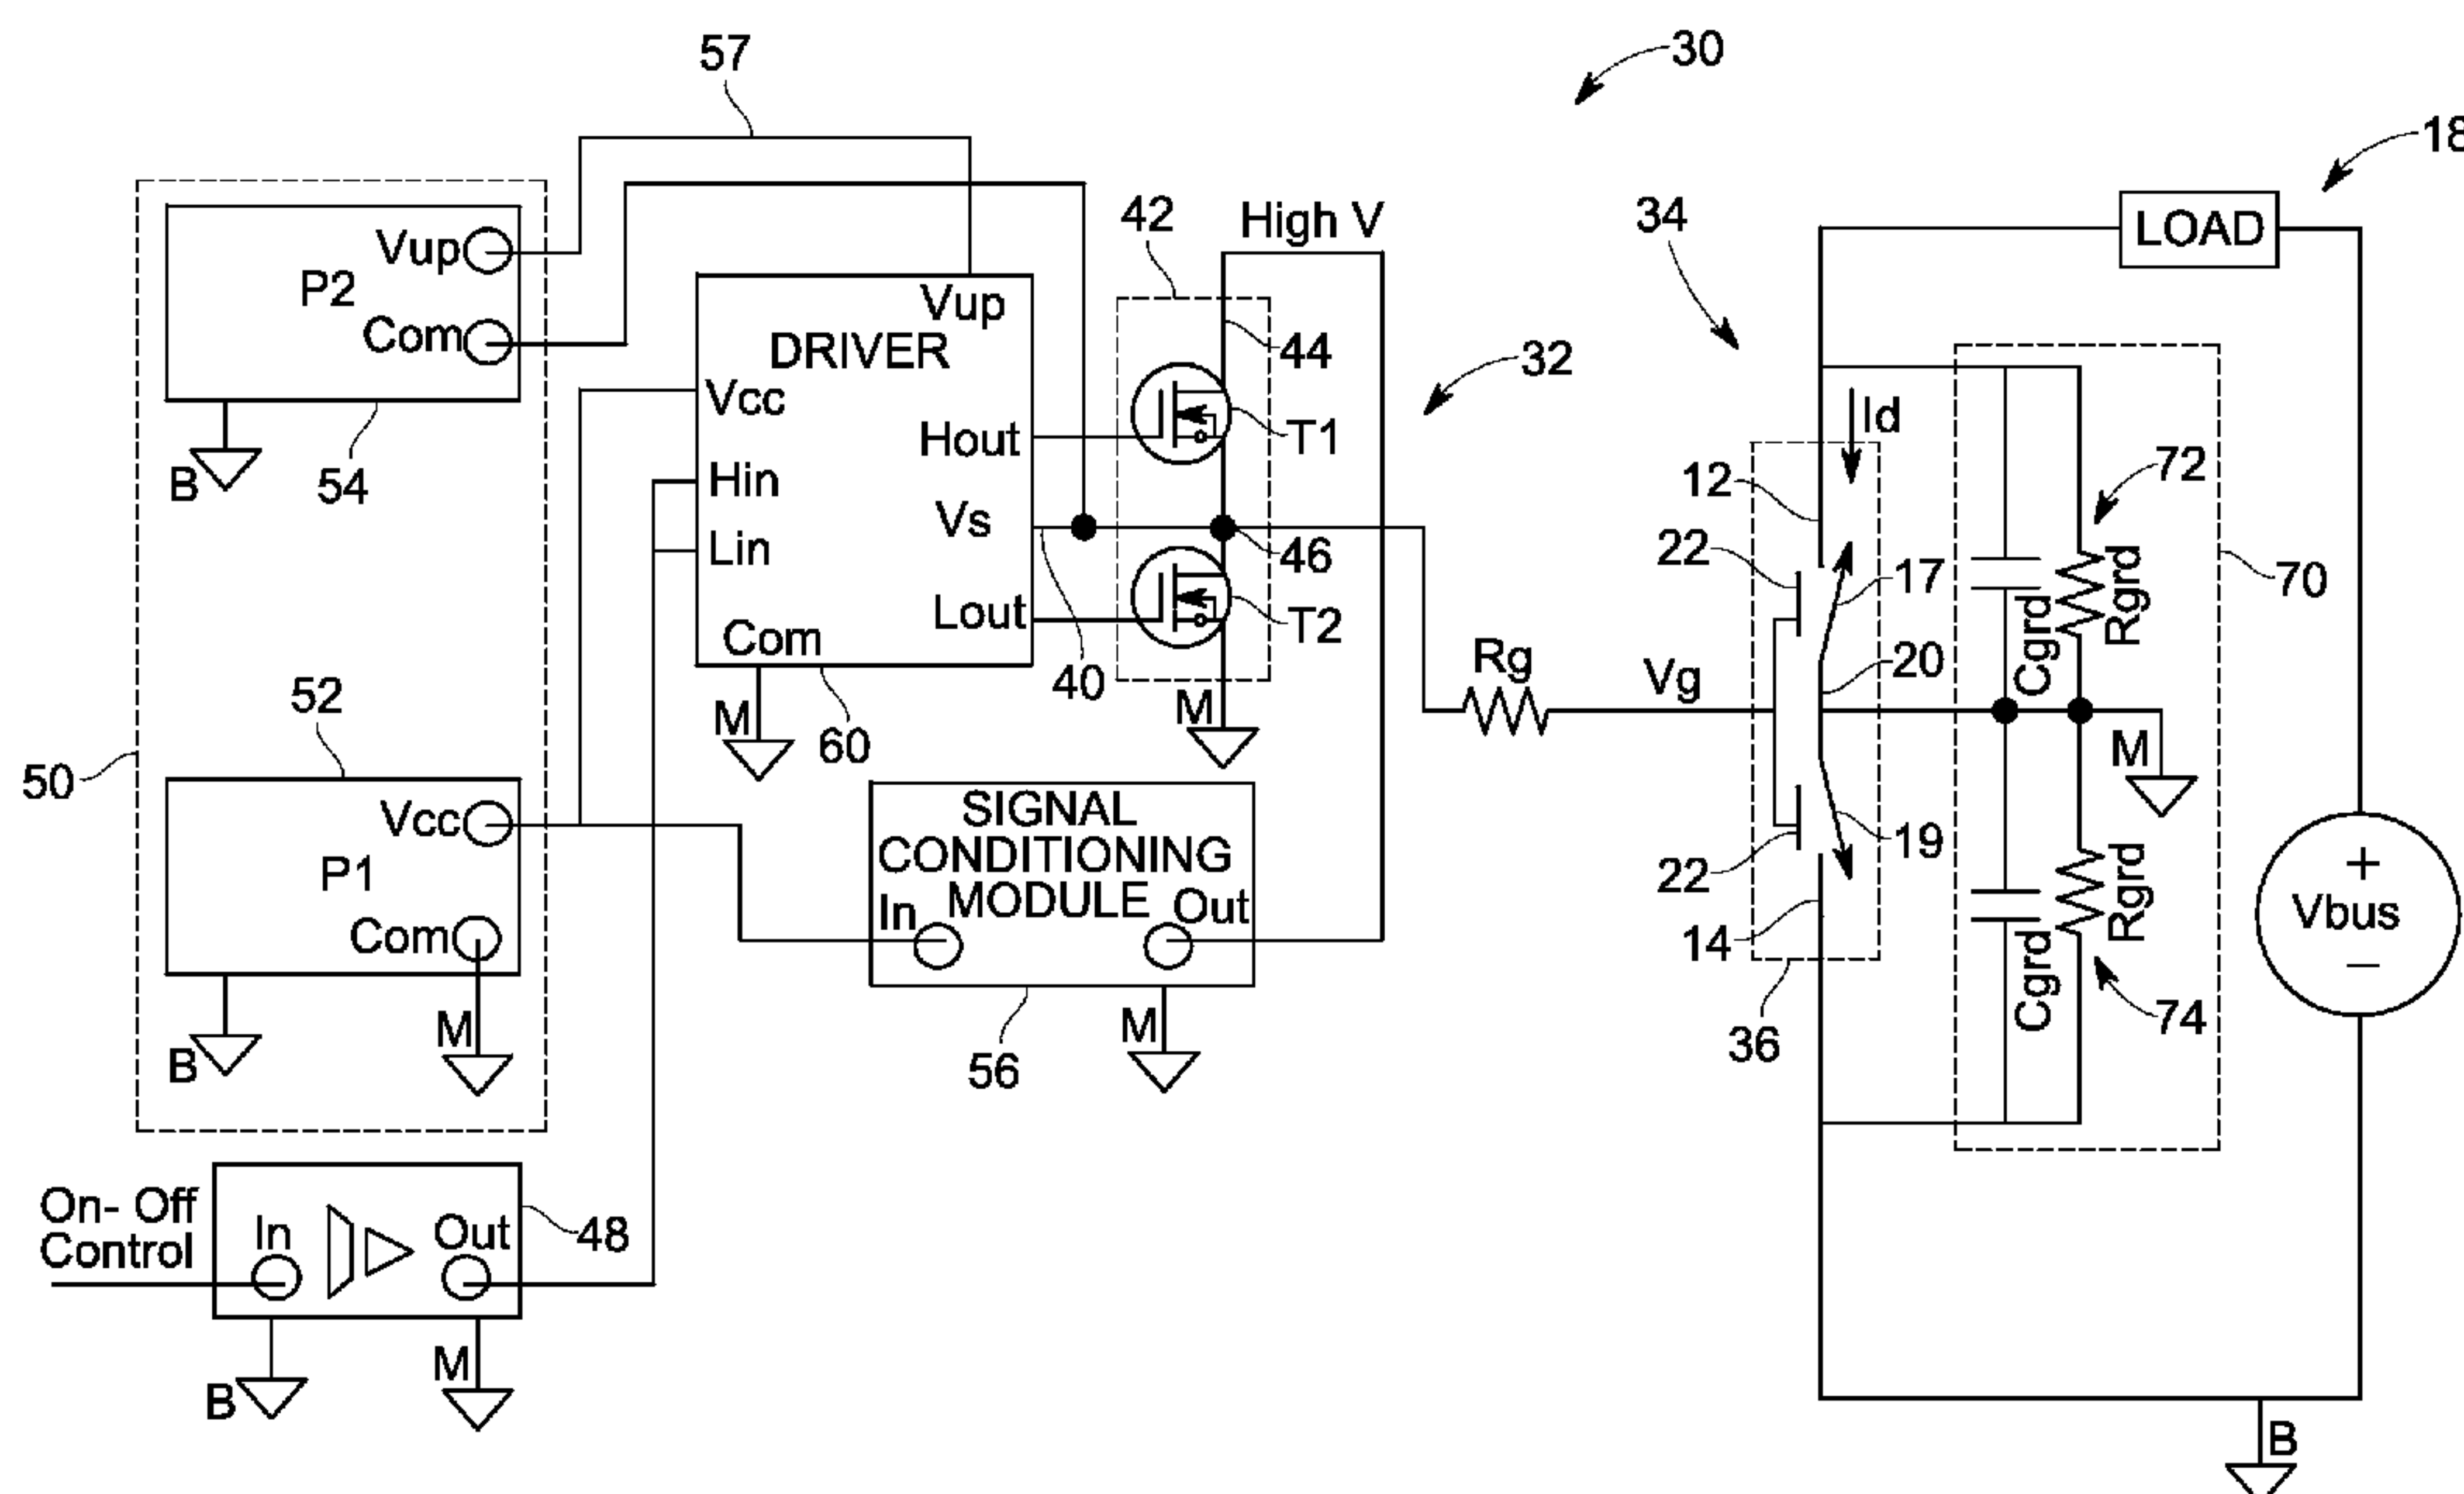 30
57
18
50
Vup
P2
Com
B
54
52
Vcc
P1
Com
B
M
On- Off
Control
In
Out
48
B
M
Vup
DRIVER
Vcc
Hin
Lin
Com
Hout
Vs
Lout
M
60
40
42
High V
44
T1
46
T2
M
32
SIGNAL
CONDITIONING
MODULE
In
Out
56
M
Rg
Vg
34
LOAD
Id
12
22
17
20
22
19
14
36
72
70
Cgrd
Rgrd
M
Cgrd
Rgrd
74
+
Vbus
−
B